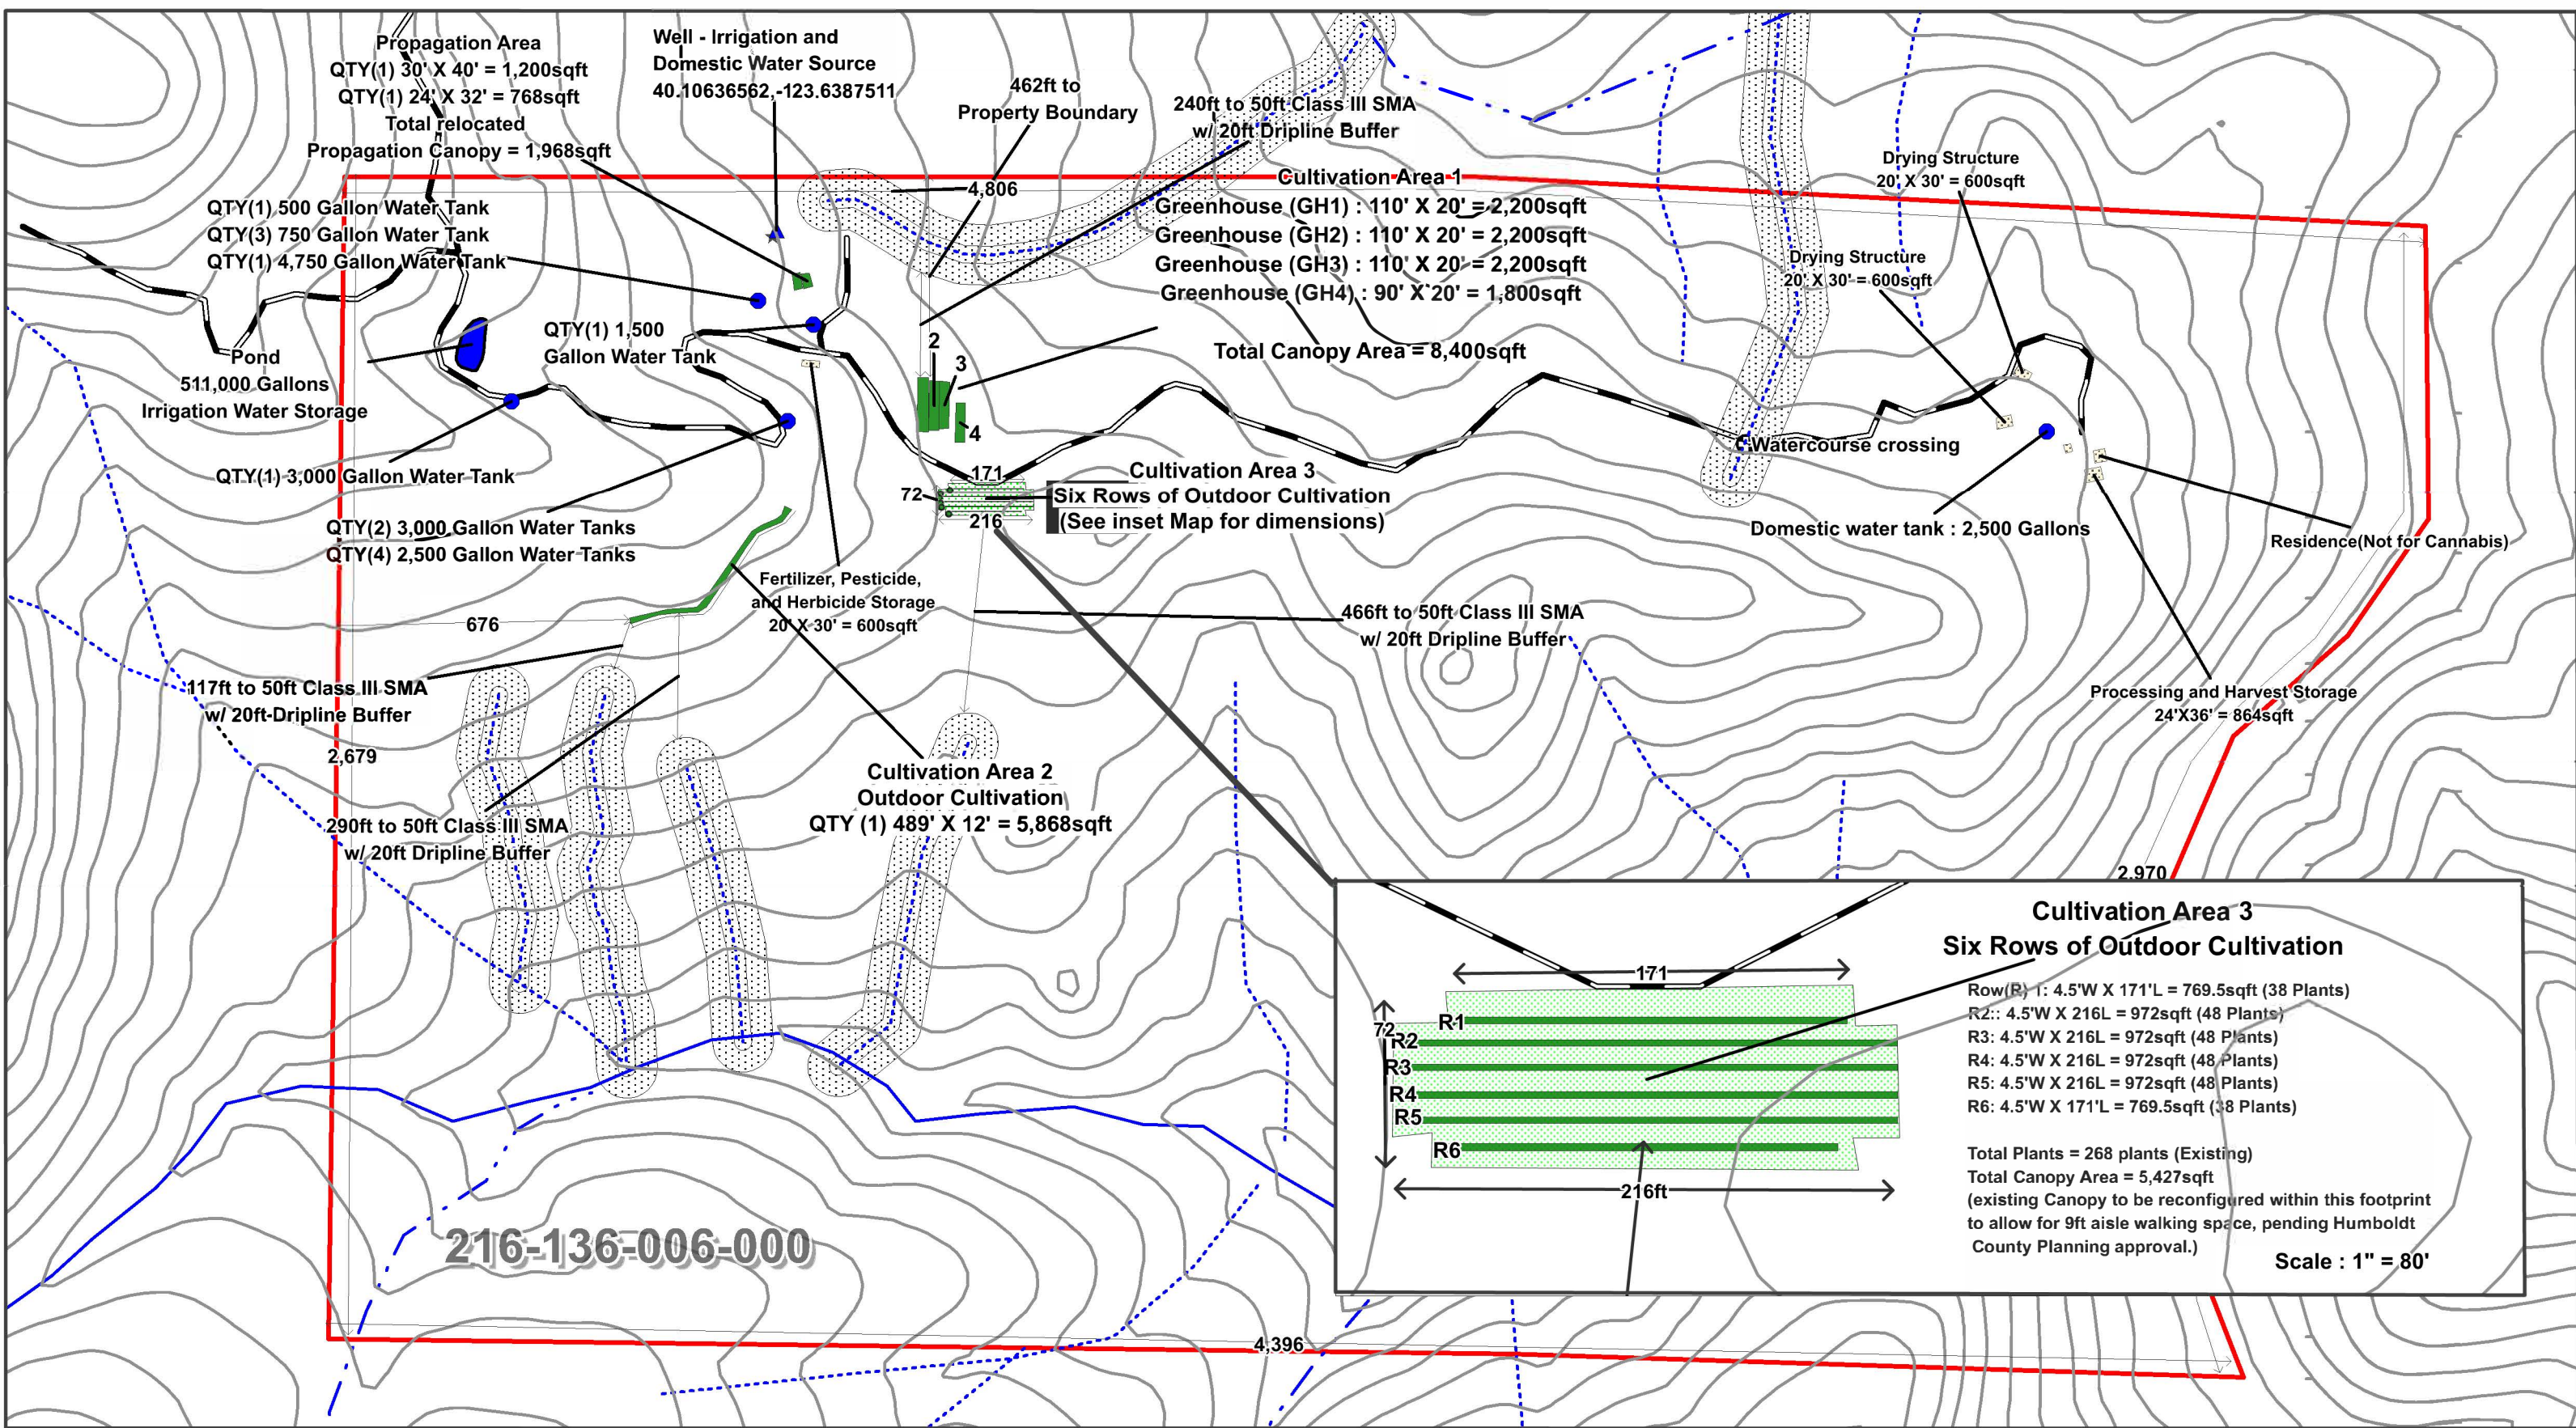 Propagation Area
QTY(1) 30' X 40' = 1,200sqft
QTY(1) 24' X 32' = 768sqft
Total relocated
Propagation Canopy = 1,968sqft
Well - Irrigation and
Domestic Water Source
40.10636562,-123.6387511
462ft to
Property Boundary
240ft to 50ft Class III SMA
w/ 20ft Dripline Buffer
4,806
Cultivation Area 1
Greenhouse (GH1) : 110' X 20' = 2,200sqft
Greenhouse (GH2) : 110' X 20' = 2,200sqft
Greenhouse (GH3) : 110' X 20' = 2,200sqft
Greenhouse (GH4) : 90' X 20' = 1,800sqft
Total Canopy Area = 8,400sqft
Drying Structure
20' X 30' = 600sqft
Drying Structure
20' X 30' = 600sqft
QTY(1) 500 Gallon Water Tank
QTY(3) 750 Gallon Water Tank
QTY(1) 4,750 Gallon Water Tank
QTY(1) 1,500
Gallon Water Tank
Pond
511,000 Gallons
Irrigation Water Storage
2
3
4
QTY(1) 3,000 Gallon Water Tank
QTY(2) 3,000 Gallon Water Tanks
QTY(4) 2,500 Gallon Water Tanks
171
72
216
Cultivation Area 3
Six Rows of Outdoor Cultivation
(See inset Map for dimensions)
Watercourse crossing
Domestic water tank : 2,500 Gallons
Residence(Not for Cannabis)
Fertilizer, Pesticide,
and Herbicide Storage
20' X 30' = 600sqft
676
466ft to 50ft Class III SMA
w/ 20ft Dripline Buffer
117ft to 50ft Class III SMA
w/ 20ft Dripline Buffer
Processing and Harvest Storage
24'X36' = 864sqft
2,679
Cultivation Area 2
Outdoor Cultivation
QTY (1) 489' X 12' = 5,868sqft
290ft to 50ft Class III SMA
w/ 20ft Dripline Buffer
2,970
Cultivation Area 3
Six Rows of Outdoor Cultivation
171
72
R1
R2
R3
R4
R5
R6
216ft
Row(R) 1: 4.5'W X 171'L = 769.5sqft (38 Plants)
R2:: 4.5'W X 216L = 972sqft (48 Plants)
R3: 4.5'W X 216L = 972sqft (48 Plants)
R4: 4.5'W X 216L = 972sqft (48 Plants)
R5: 4.5'W X 216L = 972sqft (48 Plants)
R6: 4.5'W X 171'L = 769.5sqft (38 Plants)
Total Plants = 268 plants (Existing)
Total Canopy Area = 5,427sqft
(existing Canopy to be reconfigured within this footprint
to allow for 9ft aisle walking space, pending Humboldt
County Planning approval.)
Scale : 1" = 80'
216-136-006-000
4,396